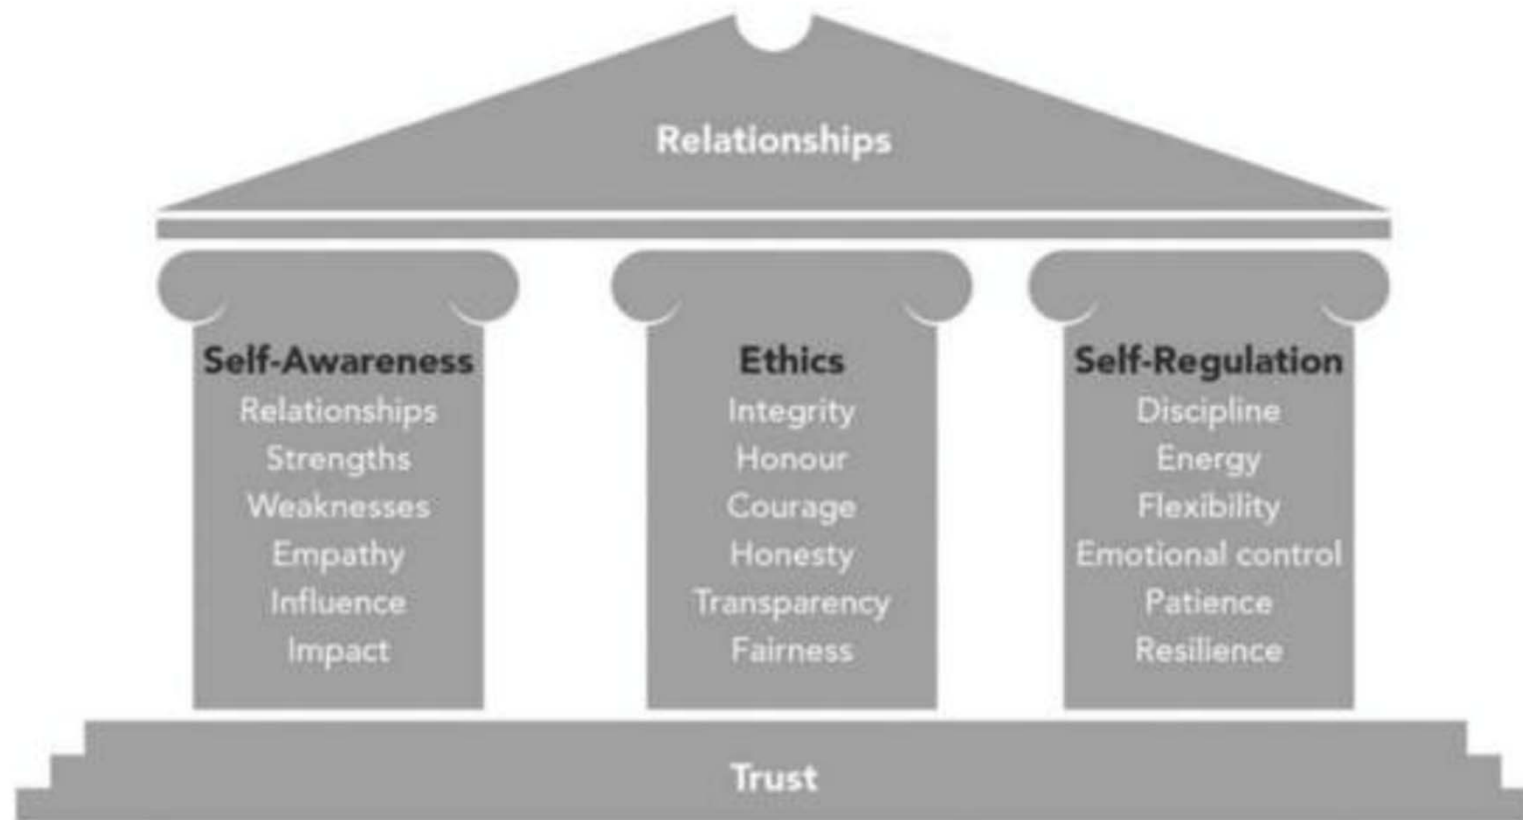 Relationships
Self-Awareness
Relationships
Strengths
Weaknesses
Empathy
Influence
Impact
Ethics
Integrity
Honour
Courage
Honesty
Transparency
Fairness
Self-Regulation
Discipline
Energy
Flexibility
Emotional control
Patience
Resilience
Trust